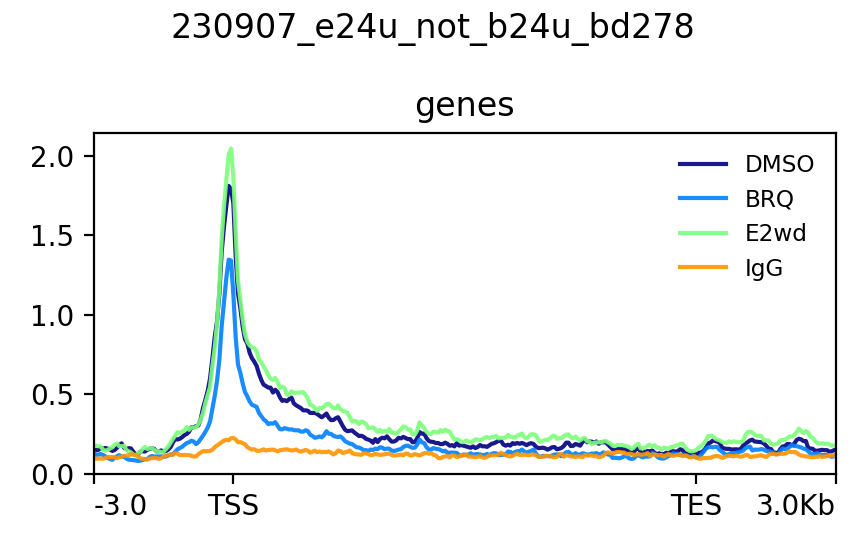 230907_e24u_not_b24u_bd278
genes
2.0
1.5
1.0
0.5
0.0
DMSO
BRQ
E2wd
IgG
-3.0 TSS TES 3.0Kb